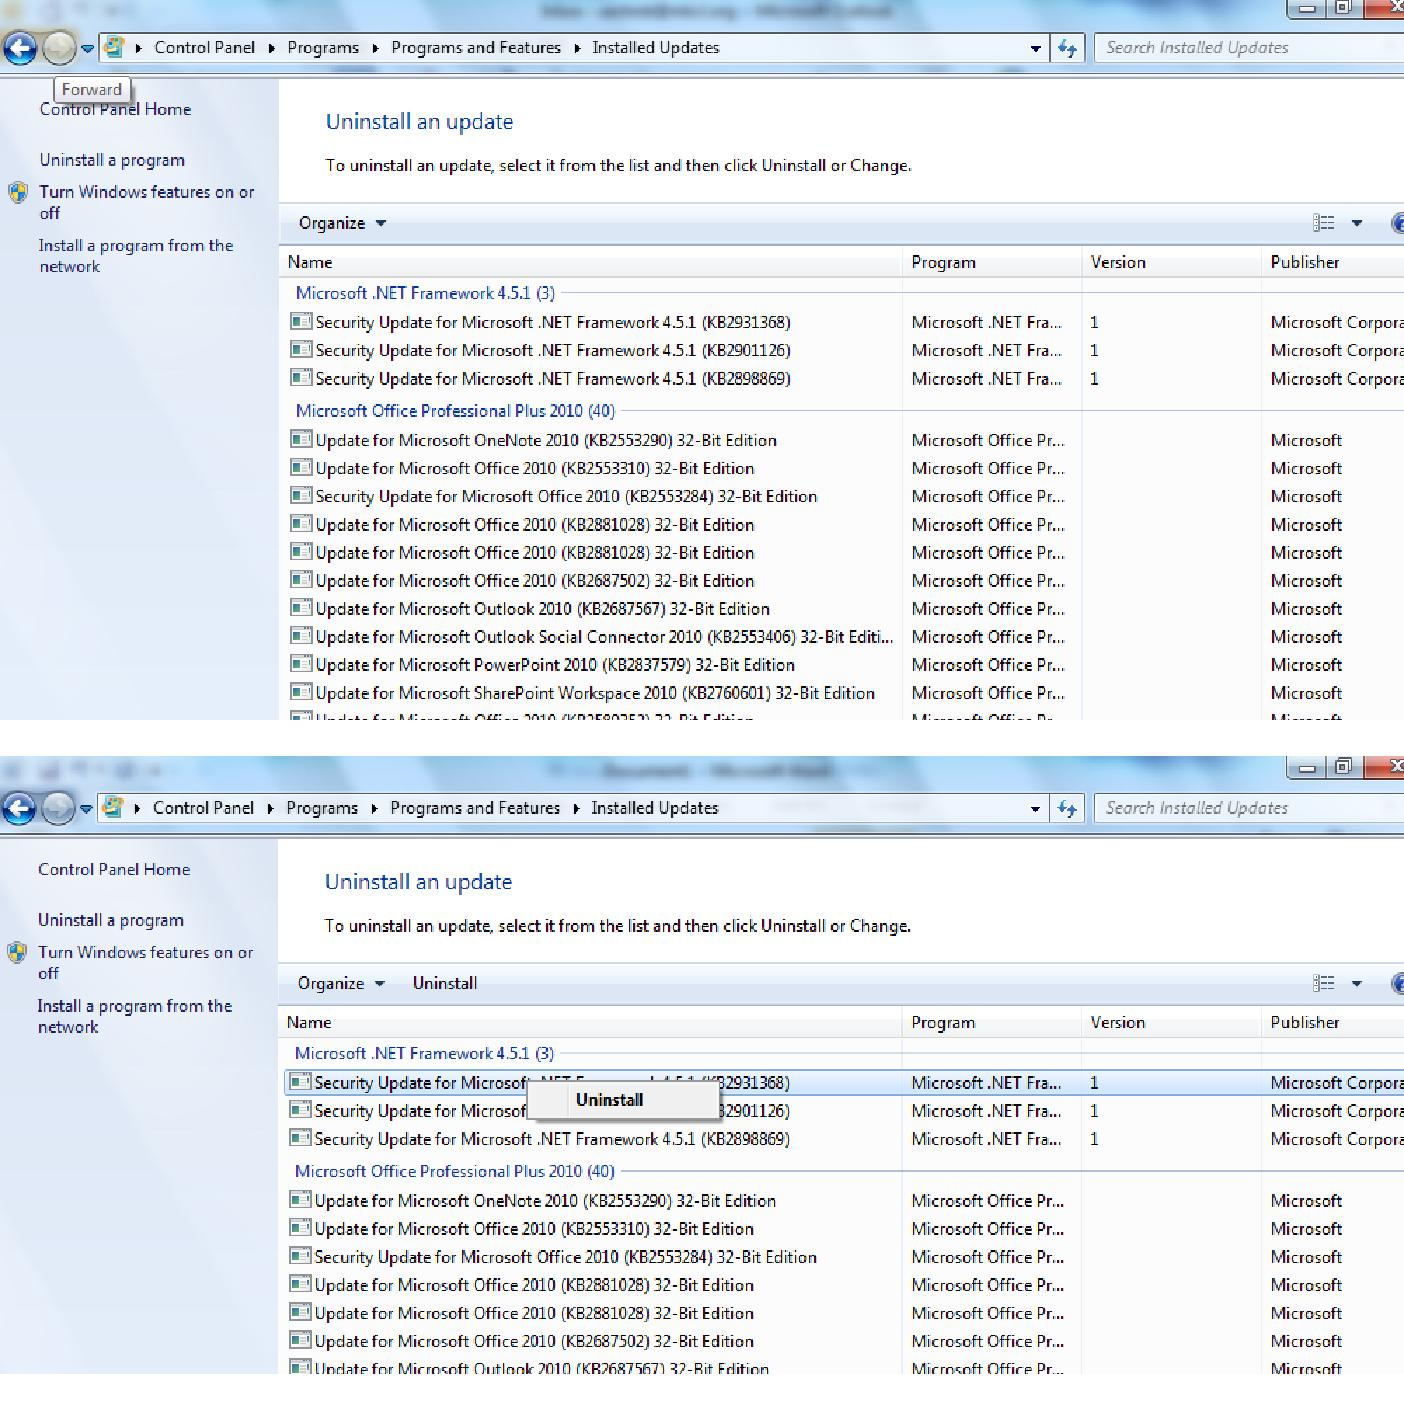 Control Panel ▸ Programs ▸ Programs and Features ▸ Installed Updates
Search Installed Updates
Forward
Control Panel Home
Uninstall a program
Turn Windows features on or
off
Install a program from the
network
Uninstall an update
To uninstall an update, select it from the list and then click Uninstall or Change.
Organize
Name Program Version Publisher
Microsoft .NET Framework 4.5.1 (3)
Security Update for Microsoft .NET Framework 4.5.1 (KB2931368) Microsoft .NET Fra... 1 Microsoft Corpora
Security Update for Microsoft .NET Framework 4.5.1 (KB2901126) Microsoft .NET Fra... 1 Microsoft Corpora
Security Update for Microsoft .NET Framework 4.5.1 (KB2898869) Microsoft .NET Fra... 1 Microsoft Corpora
Microsoft Office Professional Plus 2010 (40)
Update for Microsoft OneNote 2010 (KB2553290) 32-Bit Edition Microsoft Office Pr... Microsoft
Update for Microsoft Office 2010 (KB2553310) 32-Bit Edition Microsoft Office Pr... Microsoft
Security Update for Microsoft Office 2010 (KB2553284) 32-Bit Edition Microsoft Office Pr... Microsoft
Update for Microsoft Office 2010 (KB2881028) 32-Bit Edition Microsoft Office Pr... Microsoft
Update for Microsoft Office 2010 (KB2881028) 32-Bit Edition Microsoft Office Pr... Microsoft
Update for Microsoft Office 2010 (KB2687502) 32-Bit Edition Microsoft Office Pr... Microsoft
Update for Microsoft Outlook 2010 (KB2687567) 32-Bit Edition Microsoft Office Pr... Microsoft
Update for Microsoft Outlook Social Connector 2010 (KB2553406) 32-Bit Editi... Microsoft Office Pr... Microsoft
Update for Microsoft PowerPoint 2010 (KB2837579) 32-Bit Edition Microsoft Office Pr... Microsoft
Update for Microsoft SharePoint Workspace 2010 (KB2760601) 32-Bit Edition Microsoft Office Pr... Microsoft
Control Panel ▸ Programs ▸ Programs and Features ▸ Installed Updates
Search Installed Updates
Control Panel Home
Uninstall a program
Turn Windows features on or
off
Install a program from the
network
Uninstall an update
To uninstall an update, select it from the list and then click Uninstall or Change.
Organize Uninstall
Name Program Version Publisher
Microsoft .NET Framework 4.5.1 (3)
Security Update for Microsoft 2931368) Microsoft .NET Fra... 1 Microsoft Corpora
Uninstall
Security Update for Microsof 2901126) Microsoft .NET Fra... 1 Microsoft Corpora
Security Update for Microsoft .NET Framework 4.5.1 (KB2898869) Microsoft .NET Fra... 1 Microsoft Corpora
Microsoft Office Professional Plus 2010 (40)
Update for Microsoft OneNote 2010 (KB2553290) 32-Bit Edition Microsoft Office Pr... Microsoft
Update for Microsoft Office 2010 (KB2553310) 32-Bit Edition Microsoft Office Pr... Microsoft
Security Update for Microsoft Office 2010 (KB2553284) 32-Bit Edition Microsoft Office Pr... Microsoft
Update for Microsoft Office 2010 (KB2881028) 32-Bit Edition Microsoft Office Pr... Microsoft
Update for Microsoft Office 2010 (KB2881028) 32-Bit Edition Microsoft Office Pr... Microsoft
Update for Microsoft Office 2010 (KB2687502) 32-Bit Edition Microsoft Office Pr... Microsoft
Update for Microsoft Outlook 2010 (KB2687567) 32-Bit Edition Microsoft Office Pr... Microsoft